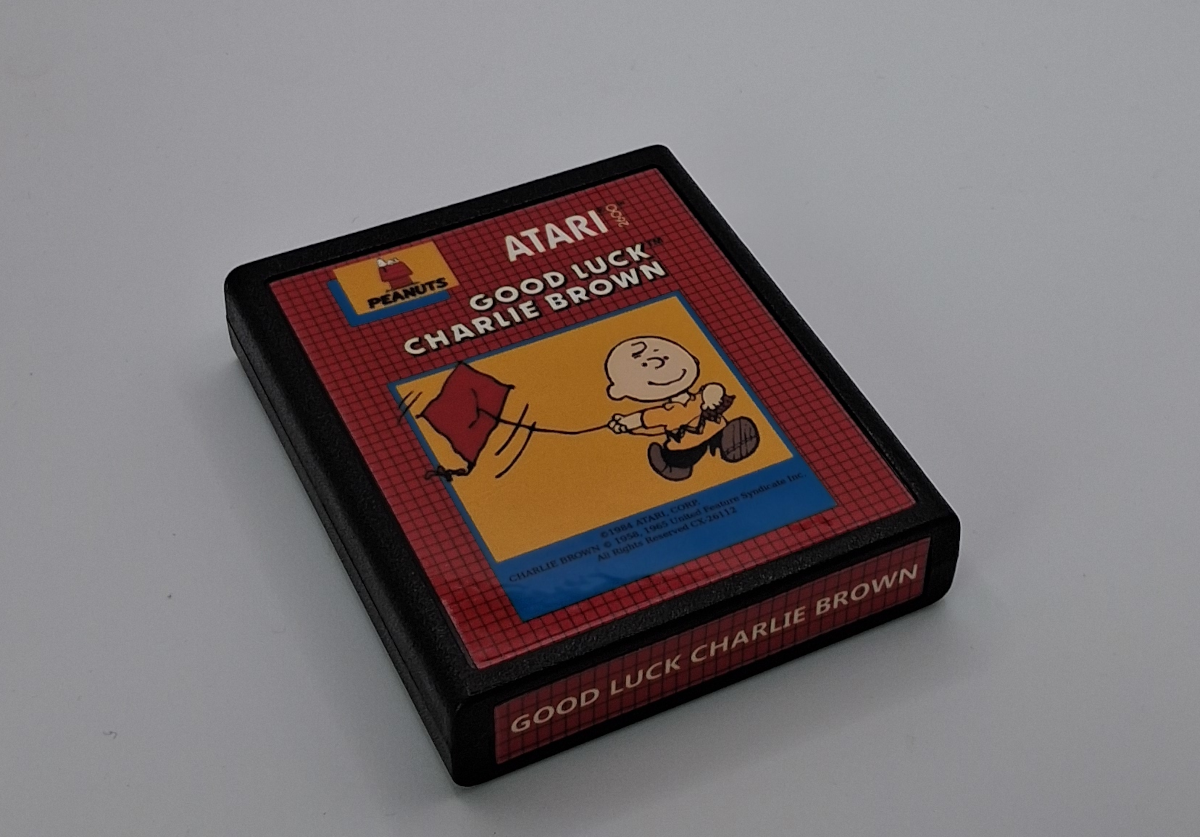 ATARI 2600
PEANUTS
GOOD LUCK™
CHARLIE BROWN
©1984 ATARI, CORP.
CHARLIE BROWN © 1958, 1965 United Feature Syndicate Inc.
All Rights Reserved CX-26112
GOOD LUCK CHARLIE BROWN